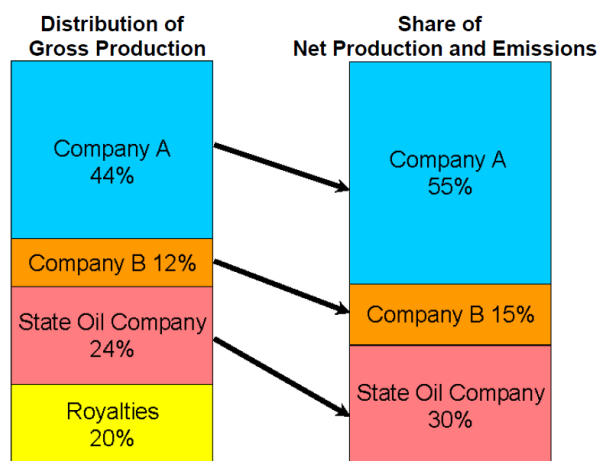 Distribution of
Gross Production
Company A
44%
Company B 12%
State Oil Company
24%
Royalties
20%
Share of
Net Production and Emissions
Company A
55%
Company B 15%
State Oil Company
30%